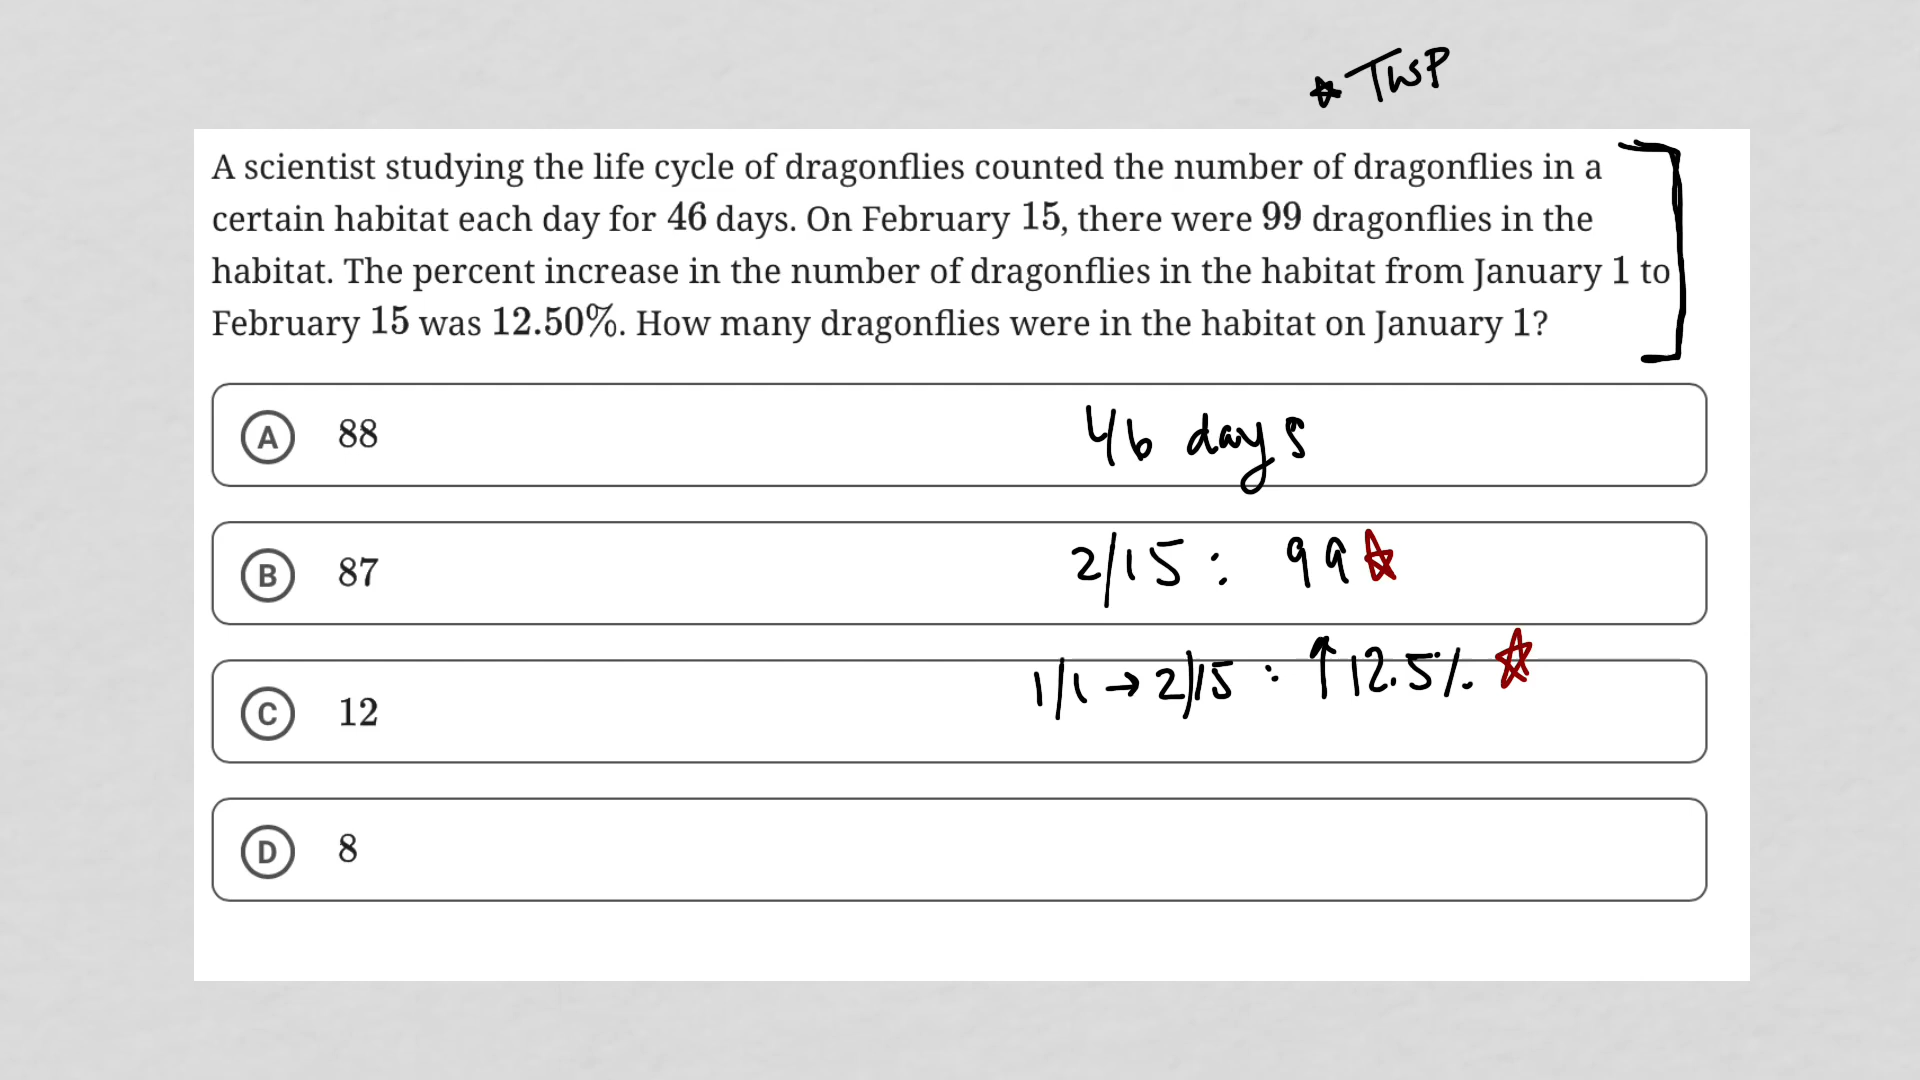 * TWSP
A scientist studying the life cycle of dragonflies counted the number of dragonflies in a
certain habitat each day for 46 days. On February 15, there were 99 dragonflies in the
habitat. The percent increase in the number of dragonflies in the habitat from January 1 to
February 15 was 12.50%. How many dragonflies were in the habitat on January 1?
A 88
46 days
B 87
2/15 : 99 ☆
1/1 → 2/15 : ↑ 12.5% ☆
C 12
D 8